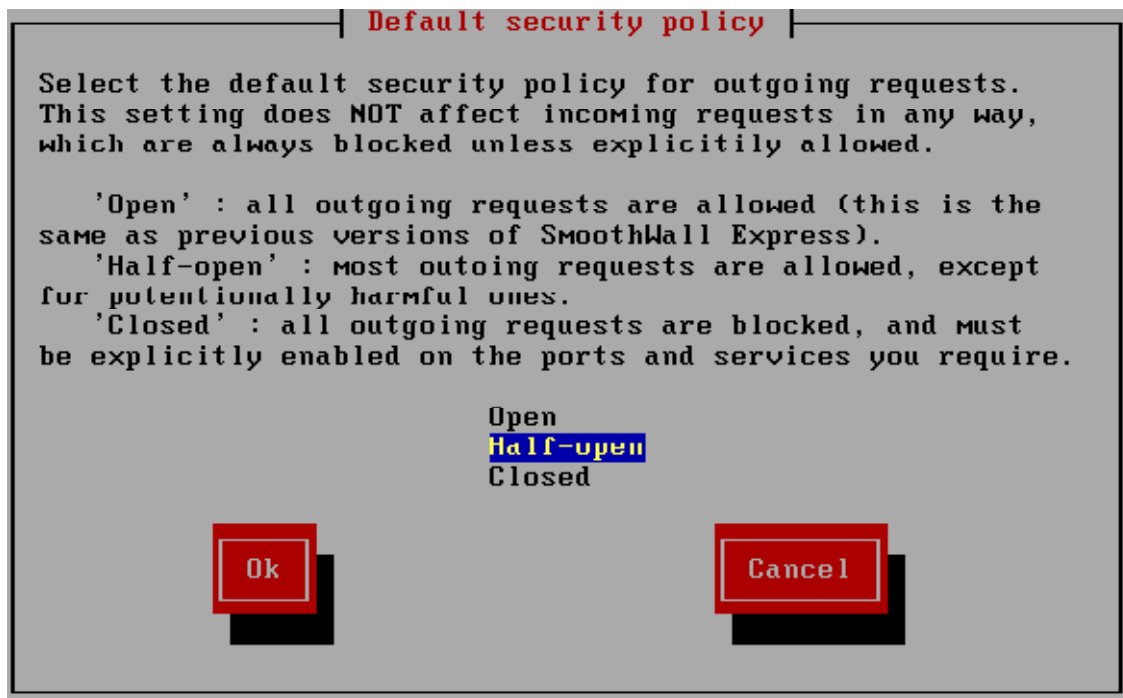 Default security policy
Select the default security policy for outgoing requests.
This setting does NOT affect incoming requests in any way,
which are always blocked unless explicitily allowed.
'Open' : all outgoing requests are allowed (this is the
same as previous versions of SmoothWall Express).
'Half-open' : most outoing requests are allowed, except
for potentionally harmful ones.
'Closed' : all outgoing requests are blocked, and must
be explicitly enabled on the ports and services you require.
Open
Half-open
Closed
Ok
Cancel